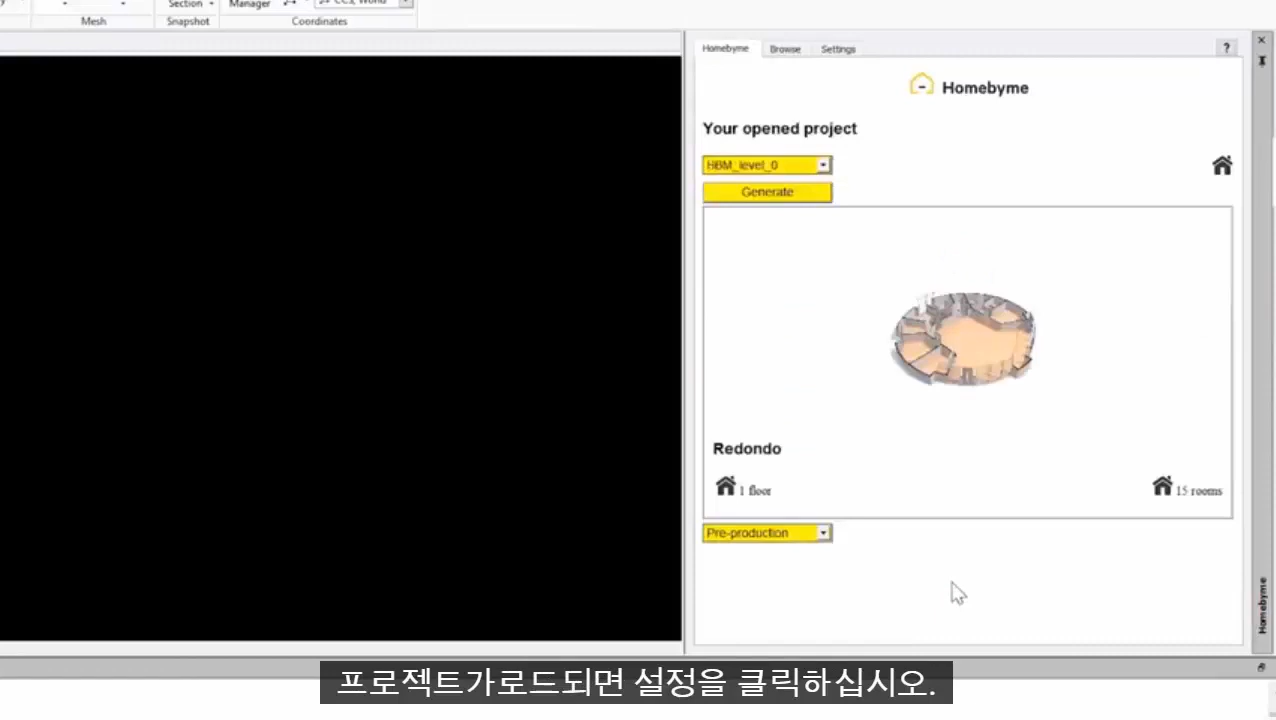 Section
Manager
CCS, World
Mesh
Snapshot
Coordinates
Homebyme
Browse
Settings
?
Homebyme
Your opened project
HBM_level_0
Generate
Redondo
1 floor
15 rooms
Pre-production
Homebyme
프로젝트가로드되면 설정을 클릭하십시오.